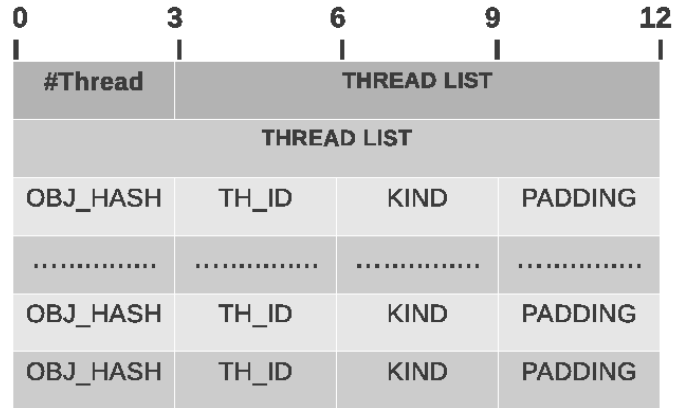 0 3 6 9 12
#Thread THREAD LIST
THREAD LIST
OBJ_HASH TH_ID KIND PADDING
................ ................ ................ ................
OBJ_HASH TH_ID KIND PADDING
OBJ_HASH TH_ID KIND PADDING